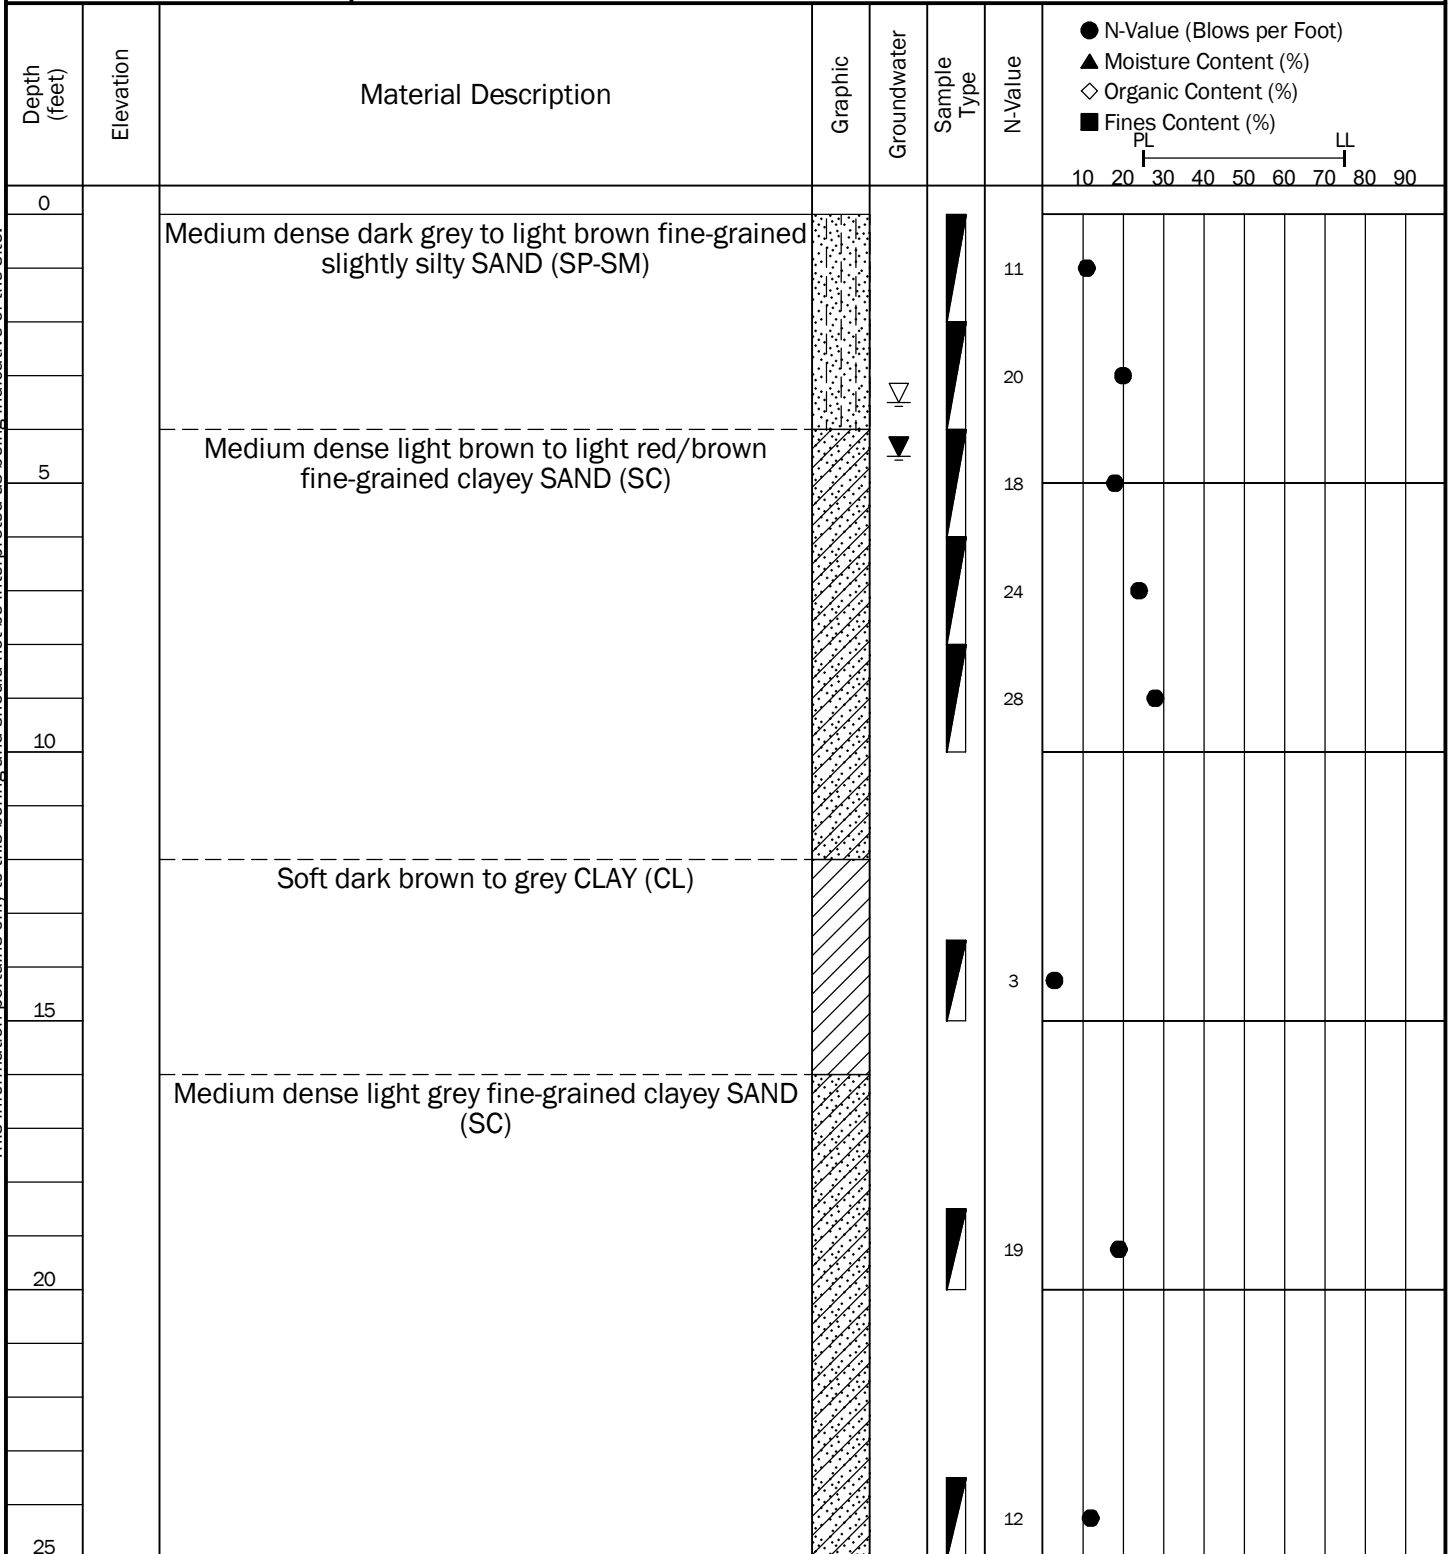 Depth
(feet)
Elevation
Material Description
Graphic
Groundwater
Sample
Type
N-Value
N-Value (Blows per Foot)
Moisture Content (%)
Organic Content (%)
Fines Content (%)
PL LL
10 20 30 40 50 60 70 80 90
0
Medium dense dark grey to light brown fine-grained
slightly silty SAND (SP-SM)
11
20
Medium dense light brown to light red/brown
fine-grained clayey SAND (SC)
5
18
24
28
10
Soft dark brown to grey CLAY (CL)
3
15
Medium dense light grey fine-grained clayey SAND
(SC)
19
20
12
25